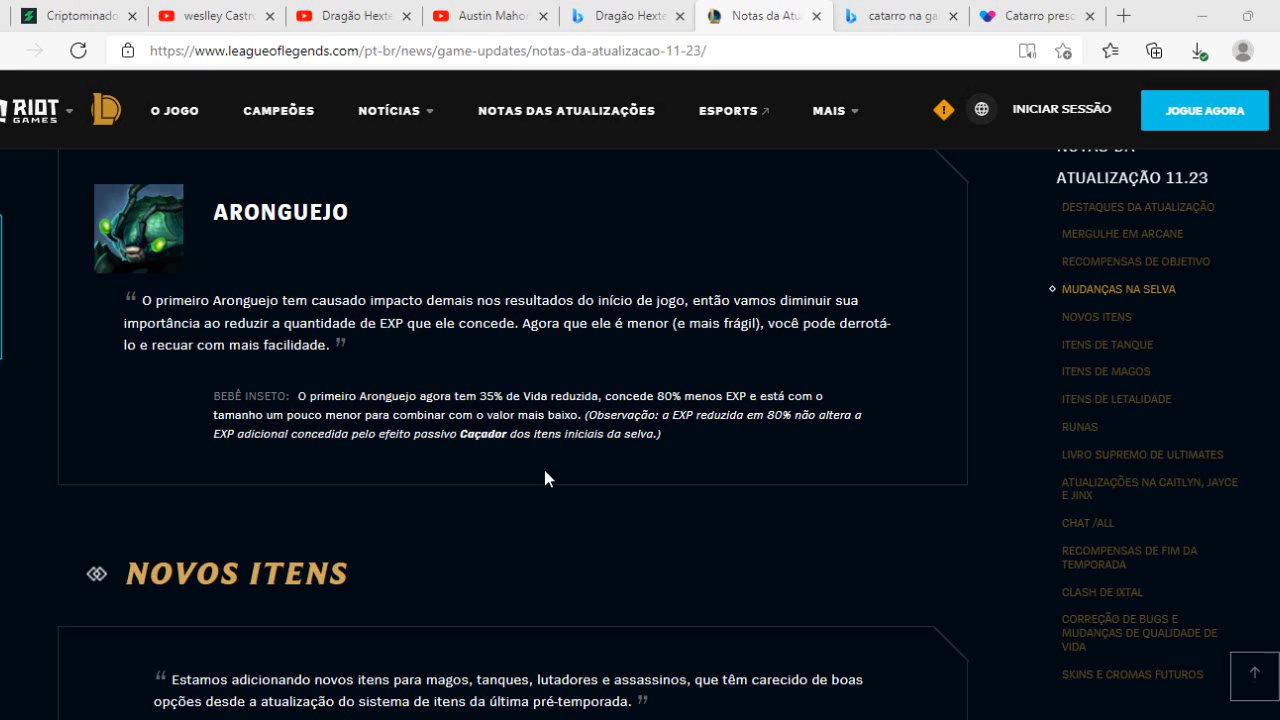 Criptominado
weslley Castr
Dragão Hexte
Austin Mahon
Dragão Hexte
Notas da Atu
catarro na ga
Catarro presc
https://www.leagueoflegends.com/pt-br/news/game-updates/notas-da-atualizacao-11-23/
RIOT GAMES
O JOGO
CAMPEÕES
NOTÍCIAS
NOTAS DAS ATUALIZAÇÕES
ESPORTS
MAIS
INICIAR SESSÃO
JOGUE AGORA
ARONGUEJO
“ O primeiro Aronguejo tem causado impacto demais nos resultados do início de jogo, então vamos diminuir sua
importância ao reduzir a quantidade de EXP que ele concede. Agora que ele é menor (e mais frágil), você pode derrotá-
lo e recuar com mais facilidade. ”
BEBÊ INSETO: O primeiro Aronguejo agora tem 35% de Vida reduzida, concede 80% menos EXP e está com o
tamanho um pouco menor para combinar com o valor mais baixo. (Observação: a EXP reduzida em 80% não altera a
EXP adicional concedida pelo efeito passivo Caçador dos itens iniciais da selva.)
NOVOS ITENS
“ Estamos adicionando novos itens para magos, tanques, lutadores e assassinos, que têm carecido de boas
opções desde a atualização do sistema de itens da última pré-temporada. ”
NOTAS DA
ATUALIZAÇÃO 11.23
DESTAQUES DA ATUALIZAÇÃO
MERGULHE EM ARCANE
RECOMPENSAS DE OBJETIVO
MUDANÇAS NA SELVA
NOVOS ITENS
ITENS DE TANQUE
ITENS DE MAGOS
ITENS DE LETALIDADE
RUNAS
LIVRO SUPREMO DE ULTIMATES
ATUALIZAÇÕES NA CAITLYN, JAYCE
E JINX
CHAT /ALL
RECOMPENSAS DE FIM DA
TEMPORADA
CLASH DE IXTAL
CORREÇÃO DE BUGS E
MUDANÇAS DE QUALIDADE DE
VIDA
SKINS E CROMAS FUTUROS